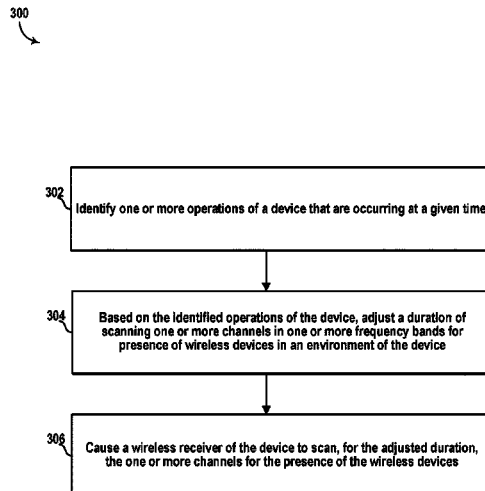 300
302
Identify one or more operations of a device that are occurring at a given time
304
Based on the identified operations of the device, adjust a duration of
scanning one or more channels in one or more frequency bands for
presence of wireless devices in an environment of the device
306
Cause a wireless receiver of the device to scan, for the adjusted duration,
the one or more channels for the presence of the wireless devices